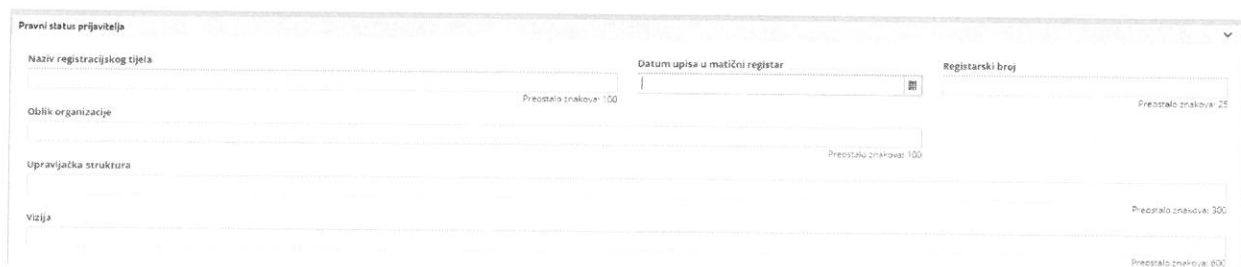 Pravni status prijavitelja
Naziv registracijskog tijela
Datum upisa u matični registar
Registarski broj
Preostalo znakova: 100
Preostalo znakova: 25
Oblik organizacije
Preostalo znakova: 100
Upravljačka struktura
Preostalo znakova: 300
Vizija
Preostalo znakova: 600